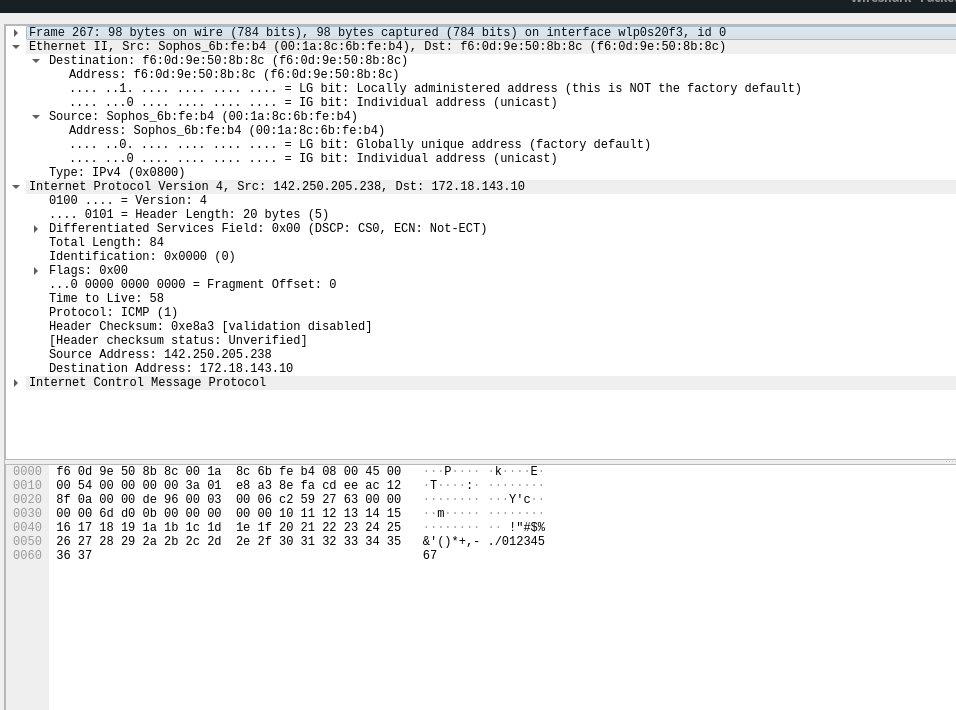 Frame 267: 98 bytes on wire (784 bits), 98 bytes captured (784 bits) on interface wlp0s20f3, id 0
Ethernet II, Src: Sophos_6b:fe:b4 (00:1a:8c:6b:fe:b4), Dst: f6:0d:9e:50:8b:8c (f6:0d:9e:50:8b:8c)
Destination: f6:0d:9e:50:8b:8c (f6:0d:9e:50:8b:8c)
Address: f6:0d:9e:50:8b:8c (f6:0d:9e:50:8b:8c)
.... ..1. .... .... .... .... = LG bit: Locally administered address (this is NOT the factory default)
.... ...0 .... .... .... .... = IG bit: Individual address (unicast)
Source: Sophos_6b:fe:b4 (00:1a:8c:6b:fe:b4)
Address: Sophos_6b:fe:b4 (00:1a:8c:6b:fe:b4)
.... ..0. .... .... .... .... = LG bit: Globally unique address (factory default)
.... ...0 .... .... .... .... = IG bit: Individual address (unicast)
Type: IPv4 (0x0800)
Internet Protocol Version 4, Src: 142.250.205.238, Dst: 172.18.143.10
0100 .... = Version: 4
.... 0101 = Header Length: 20 bytes (5)
Differentiated Services Field: 0x00 (DSCP: CS0, ECN: Not-ECT)
Total Length: 84
Identification: 0x0000 (0)
Flags: 0x00
...0 0000 0000 0000 = Fragment Offset: 0
Time to Live: 58
Protocol: ICMP (1)
Header Checksum: 0xe8a3 [validation disabled]
[Header checksum status: Unverified]
Source Address: 142.250.205.238
Destination Address: 172.18.143.10
Internet Control Message Protocol
0000 f6 0d 9e 50 8b 8c 00 1a 8c 6b fe b4 08 00 45 00 ···P···· ·k····E·
0010 00 54 00 00 00 00 3a 01 e8 a3 8e fa cd ee ac 12 ·T····:· ········
0020 8f 0a 00 00 de 96 00 03 00 06 c2 59 27 63 00 00 ········ ···Y'c··
0030 00 00 6d d0 0b 00 00 00 00 00 10 11 12 13 14 15 ··m····· ········
0040 16 17 18 19 1a 1b 1c 1d 1e 1f 20 21 22 23 24 25 ········ ·· !"#$%
0050 26 27 28 29 2a 2b 2c 2d 2e 2f 30 31 32 33 34 35 &'()*+,- ./012345
0060 36 37 67